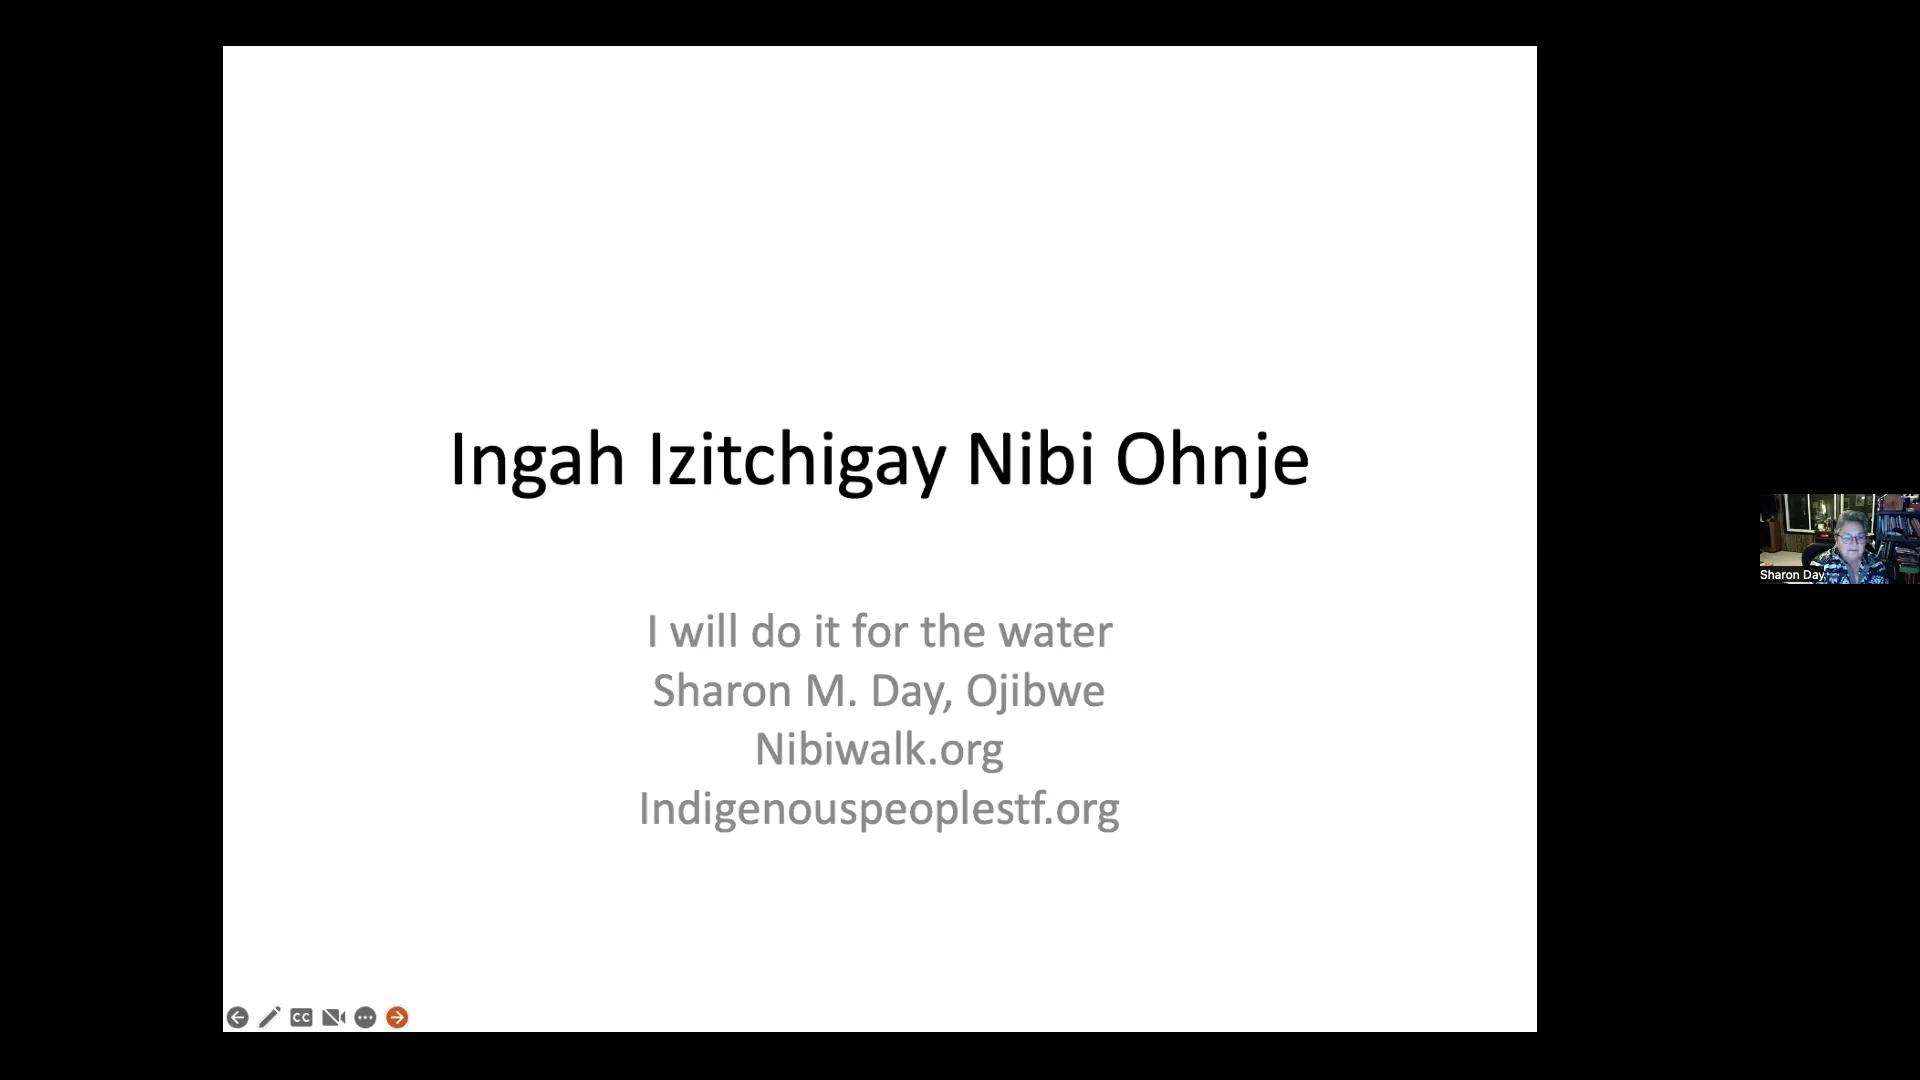 Ingah Izitchigay Nibi Ohnje
I will do it for the water
Sharon M. Day, Ojibwe
Nibiwalk.org
Indigenouspeoplestf.org
Sharon Day
CC